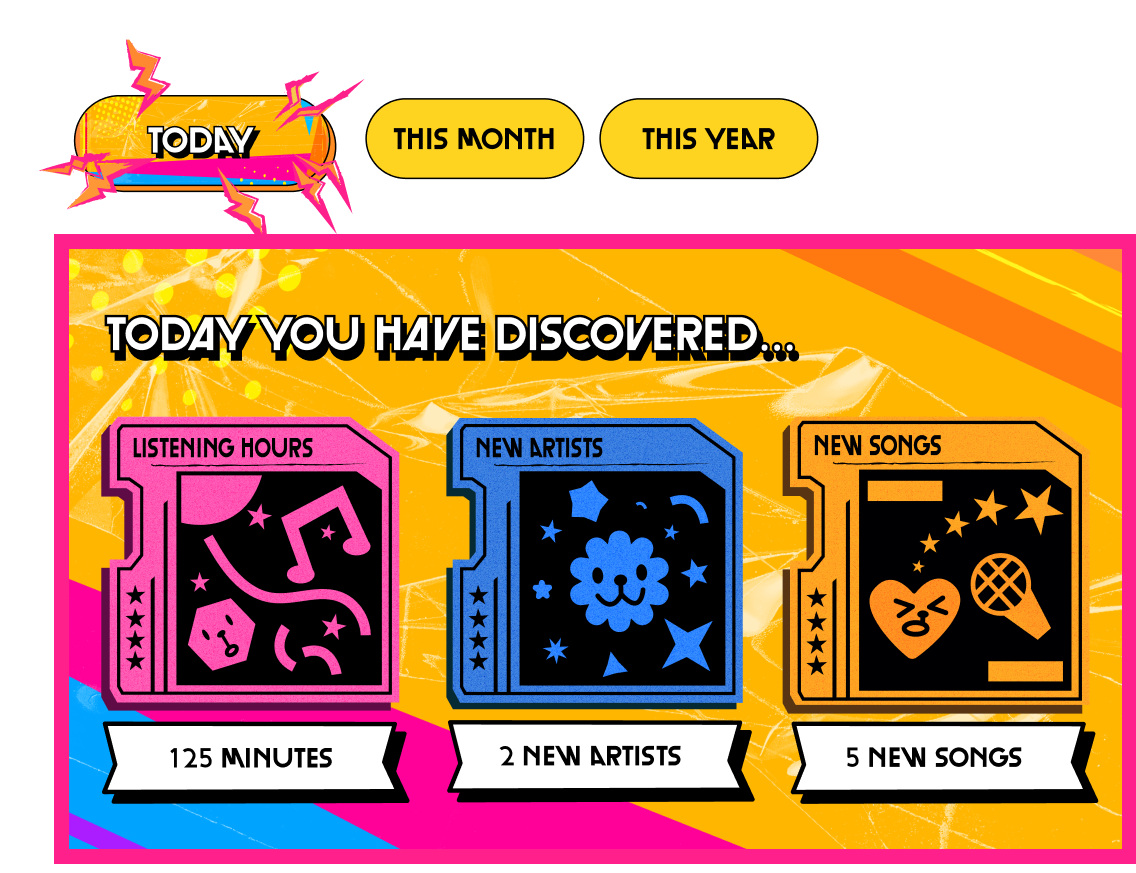 TODAY
THIS MONTH
THIS YEAR
TODAY YOU HAVE DISCOVERED...
LISTENING HOURS
NEW ARTISTS
NEW SONGS
125 MINUTES
2 NEW ARTISTS
5 NEW SONGS